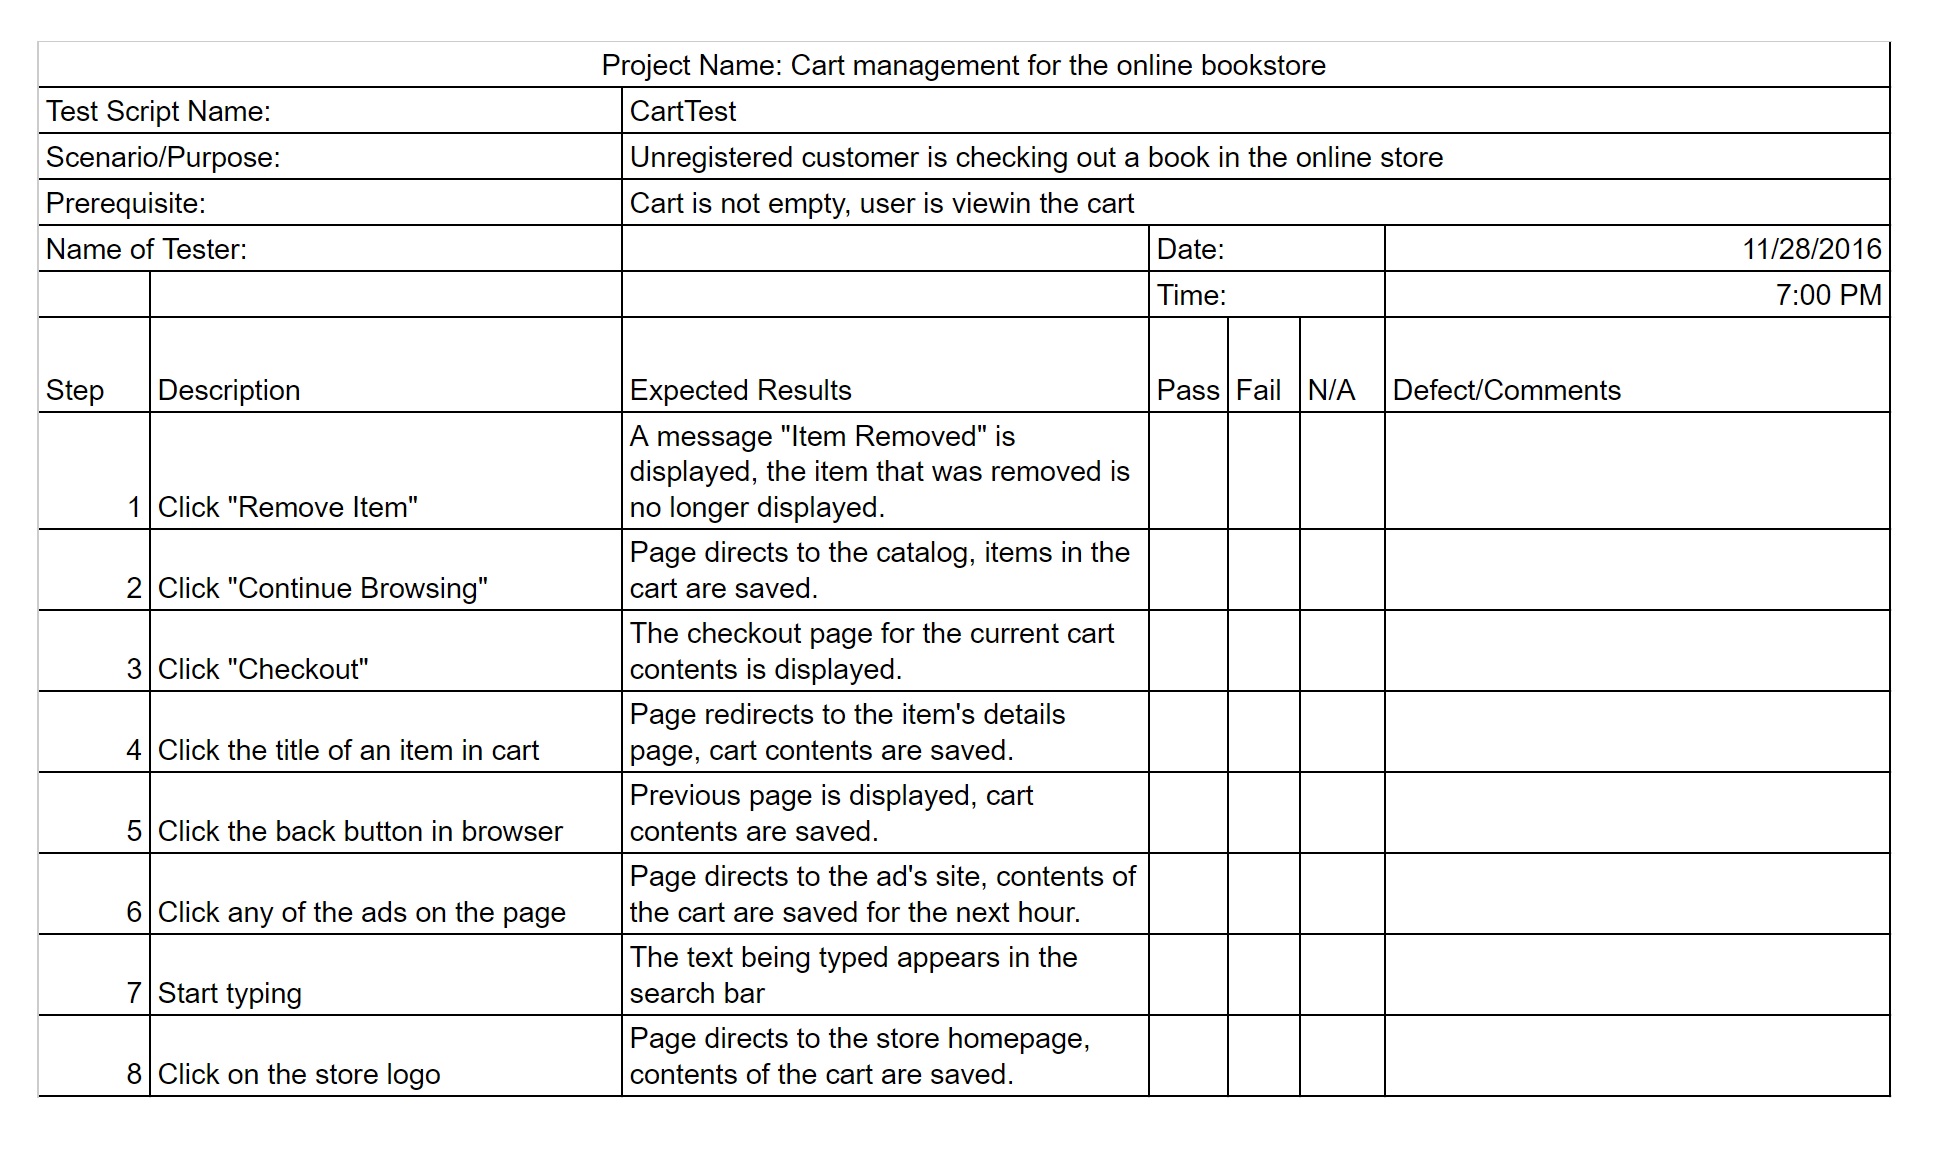 Project Name: Cart management for the online bookstore
Test Script Name: CartTest
Scenario/Purpose: Unregistered customer is checking out a book in the online store
Prerequisite: Cart is not empty, user is viewin the cart
Name of Tester: Date: 11/28/2016
Time: 7:00 PM
Step Description Expected Results Pass Fail N/A Defect/Comments
1 Click "Remove Item" A message "Item Removed" is
displayed, the item that was removed is
no longer displayed.
2 Click "Continue Browsing" Page directs to the catalog, items in the
cart are saved.
3 Click "Checkout" The checkout page for the current cart
contents is displayed.
4 Click the title of an item in cart Page redirects to the item's details
page, cart contents are saved.
5 Click the back button in browser Previous page is displayed, cart
contents are saved.
6 Click any of the ads on the page Page directs to the ad's site, contents of
the cart are saved for the next hour.
7 Start typing The text being typed appears in the
search bar
8 Click on the store logo Page directs to the store homepage,
contents of the cart are saved.